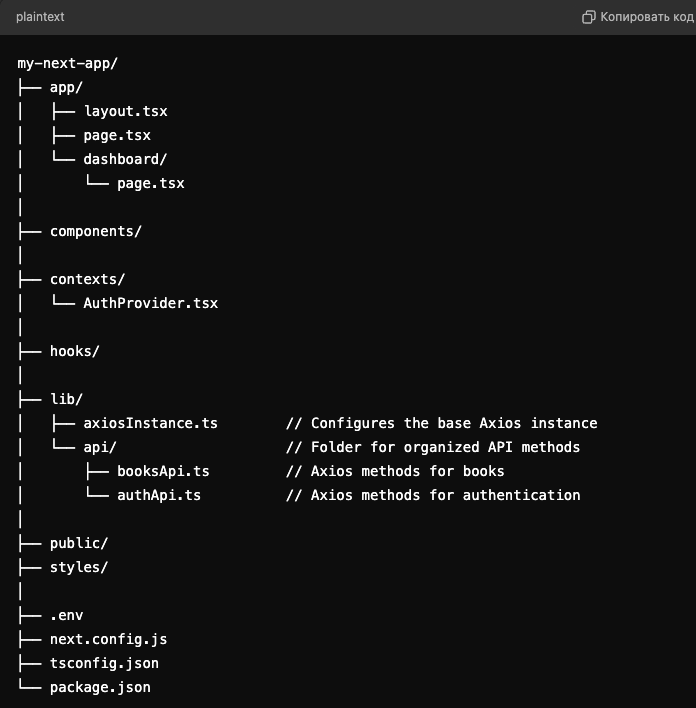 plaintext
Копировать код
my-next-app/
├── app/
│   ├── layout.tsx
│   ├── page.tsx
│   └── dashboard/
│       └── page.tsx
│
├── components/
│
├── contexts/
│   └── AuthProvider.tsx
│
├── hooks/
│
├── lib/
│   ├── axiosInstance.ts        // Configures the base Axios instance
│   └── api/                    // Folder for organized API methods
│       ├── booksApi.ts         // Axios methods for books
│       └── authApi.ts          // Axios methods for authentication
│
├── public/
├── styles/
│
├── .env
├── next.config.js
├── tsconfig.json
└── package.json